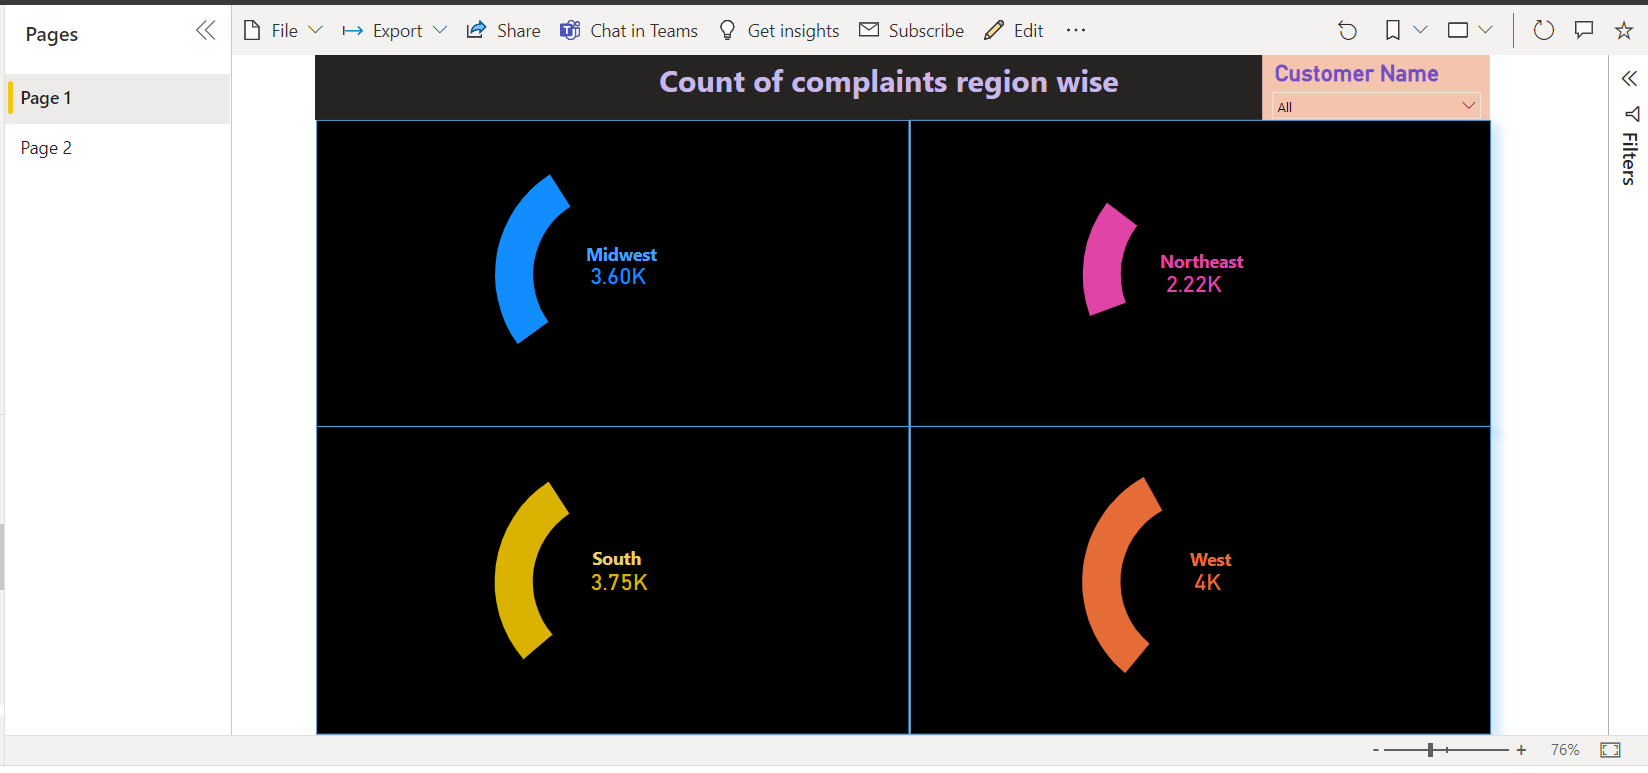 Pages
File
Export
Share
Chat in Teams
Get insights
Subscribe
Edit
Page 1
Page 2
Count of complaints region wise
Customer Name
All
Filters
Midwest
3.60K
Northeast
2.22K
South
3.75K
West
4K
- + 76%